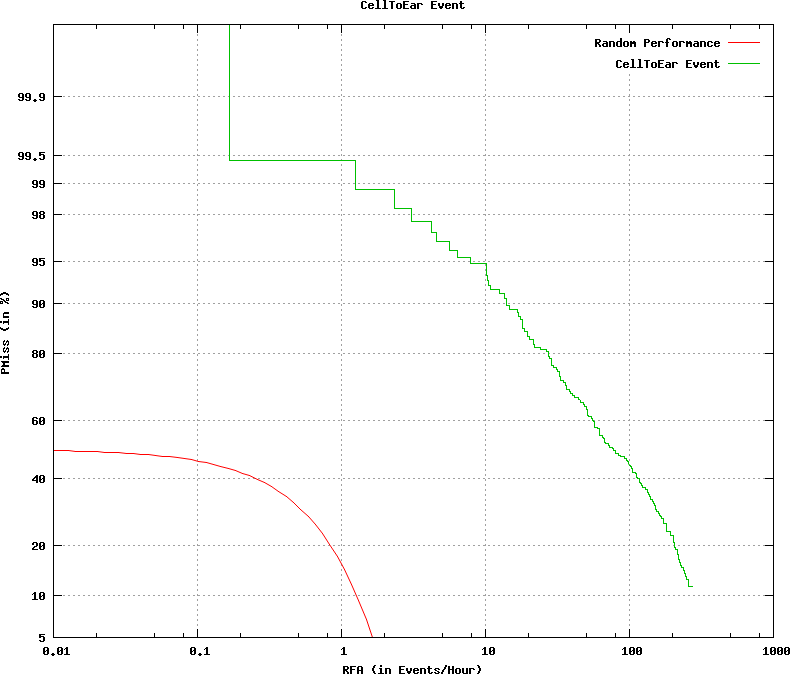 CellToEar Event
Random Performance
CellToEar Event
99.9
99.5
99
98
95
90
80
60
40
20
10
5
PMiss (in %)
0.01 0.1 1 10 100 1000
RFA (in Events/Hour)